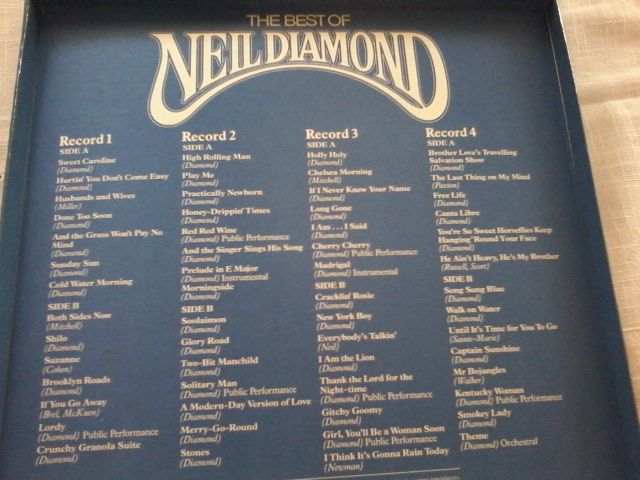 THE BEST OF
NEIL DIAMOND
Record 1
SIDE A
Sweet Caroline
(Diamond)
Hurtin' You Don't Come Easy
(Diamond)
Husbands and Wives
(Miller)
Done Too Soon
(Diamond)
And the Grass Won't Pay No
Mind
(Diamond)
Sunday Sun
(Diamond)
Cold Water Morning
(Diamond)
SIDE B
Both Sides Now
(Mitchell)
Shilo
(Diamond)
Suzanne
(Cohen)
Brooklyn Roads
(Diamond)
If You Go Away
(Brel, McKuen)
Lordy
(Diamond) Public Performance
Crunchy Granola Suite
(Diamond)
Record 2
SIDE A
High Rolling Man
(Diamond)
Play Me
(Diamond)
Practically Newborn
(Diamond)
Honey-Drippin' Times
(Diamond)
Red Red Wine
(Diamond) Public Performance
And the Singer Sings His Song
(Diamond)
Prelude in E Major
(Diamond) Instrumental
Morningside
(Diamond)
SIDE B
Soolaimon
(Diamond)
Glory Road
(Diamond)
Two-Bit Manchild
(Diamond)
Solitary Man
(Diamond) Public Performance
A Modern-Day Version of Love
(Diamond)
Merry-Go-Round
(Diamond)
Stones
(Diamond)
Record 3
SIDE A
Holly Holy
(Diamond)
Chelsea Morning
(Mitchell)
If I Never Knew Your Name
(Diamond)
Long Gone
(Diamond)
I Am . . . I Said
(Diamond)
Cherry Cherry
(Diamond) Public Performance
Madrigal
(Diamond) Instrumental
SIDE B
Cracklin' Rosie
(Diamond)
New York Boy
(Diamond)
Everybody's Talkin'
(Neil)
I Am the Lion
(Diamond)
Thank the Lord for the
Night-time
(Diamond) Public Performance
Gitchy Goomy
(Diamond)
Girl, You'll Be a Woman Soon
(Diamond) Public Performance
I Think It's Gonna Rain Today
(Newman)
Record 4
SIDE A
Brother Love's Travelling
Salvation Show
(Diamond)
The Last Thing on My Mind
(Paxton)
Free Life
(Diamond)
Canta Libre
(Diamond)
You're So Sweet Horseflies Keep
Hanging 'Round Your Face
(Diamond)
He Ain't Heavy, He's My Brother
(Russell, Scott)
SIDE B
Song Sung Blue
(Diamond)
Walk on Water
(Diamond)
Until It's Time for You To Go
(Sainte-Marie)
Captain Sunshine
(Diamond)
Mr Bojangles
(Walker)
Kentucky Woman
(Diamond) Public Performance
Smokey Lady
(Diamond)
Theme
(Diamond) Orchestral